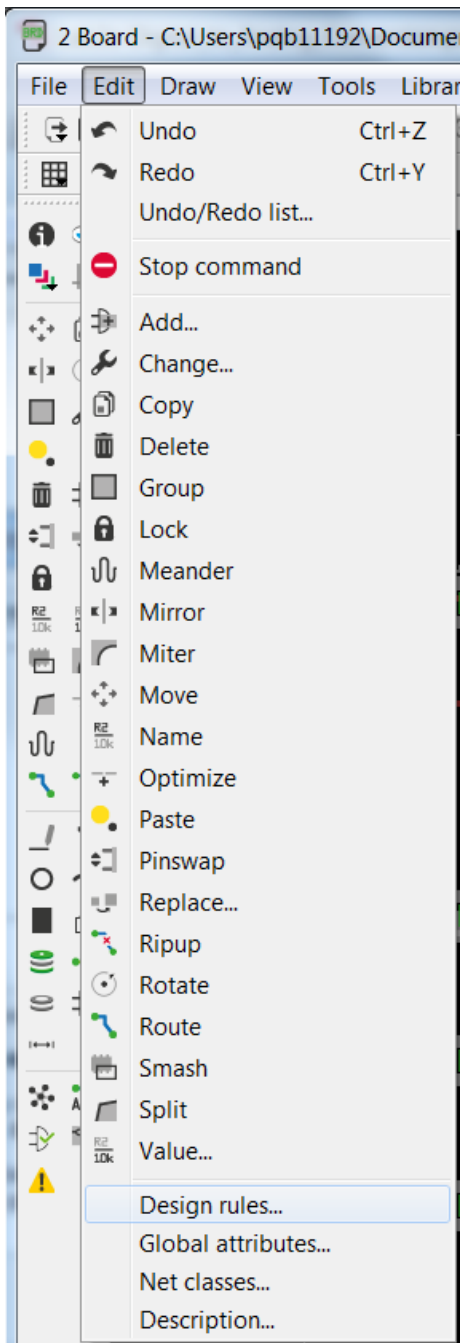 2 Board - C:\Users\pqb11192\Docume
File Edit Draw View Tools Librar
Undo Ctrl+Z
Redo Ctrl+Y
Undo/Redo list...
Stop command
Add...
Change...
Copy
Delete
Group
Lock
Meander
Mirror
Miter
Move
Name
Optimize
Paste
Pinswap
Replace...
Ripup
Rotate
Route
Smash
Split
Value...
Design rules...
Global attributes...
Net classes...
Description...